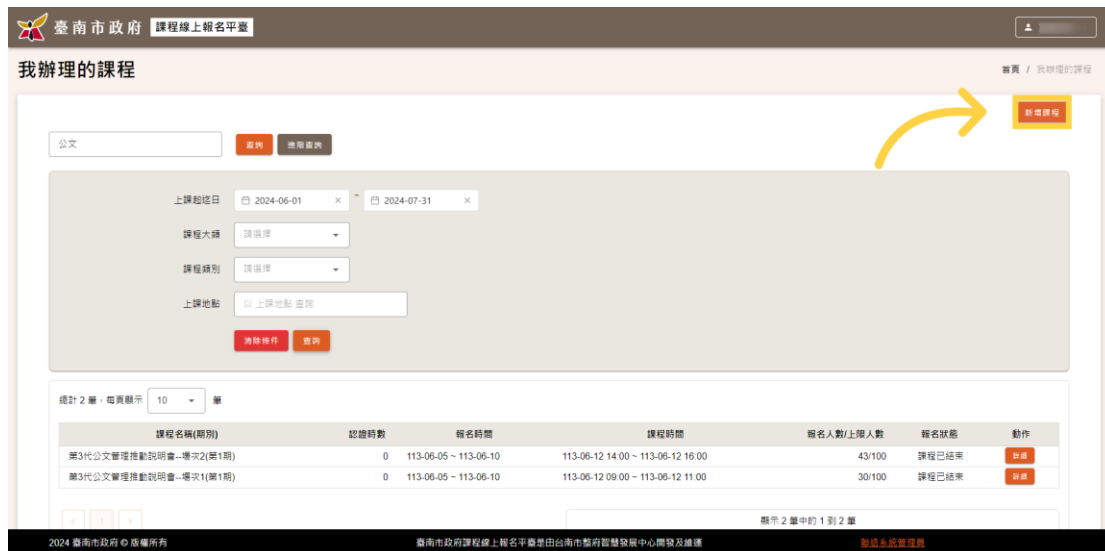 臺南市政府 課程線上報名平臺
我辦理的課程
首頁 / 我辦理的課程
新增課程
公文 查詢 進階查詢
上課起迄日 2024-06-01 × ~ 2024-07-31 ×
課程大類 請選擇
課程類別 請選擇
上課地點 以 上課地點 查詢
清除條件 查詢
總計 2 筆，每頁顯示 10 筆
課程名稱(期別) 認證時數 報名時間 課程時間 報名人數/上限人數 報名狀態 動作
第3代公文管理推動說明會--場次2(第1期) 0 113-06-05 ~ 113-06-10 113-06-12 14:00 ~ 113-06-12 16:00 43/100 課程已結束 詳細
第3代公文管理推動說明會--場次1(第1期) 0 113-06-05 ~ 113-06-10 113-06-12 09:00 ~ 113-06-12 11:00 30/100 課程已結束 詳細
< 1 > 顯示 2 筆中的 1 到 2 筆
2024 臺南市政府 © 版權所有 臺南市政府課程線上報名平臺是由台南市政府智慧發展中心開發及維運 聯絡系統管理員